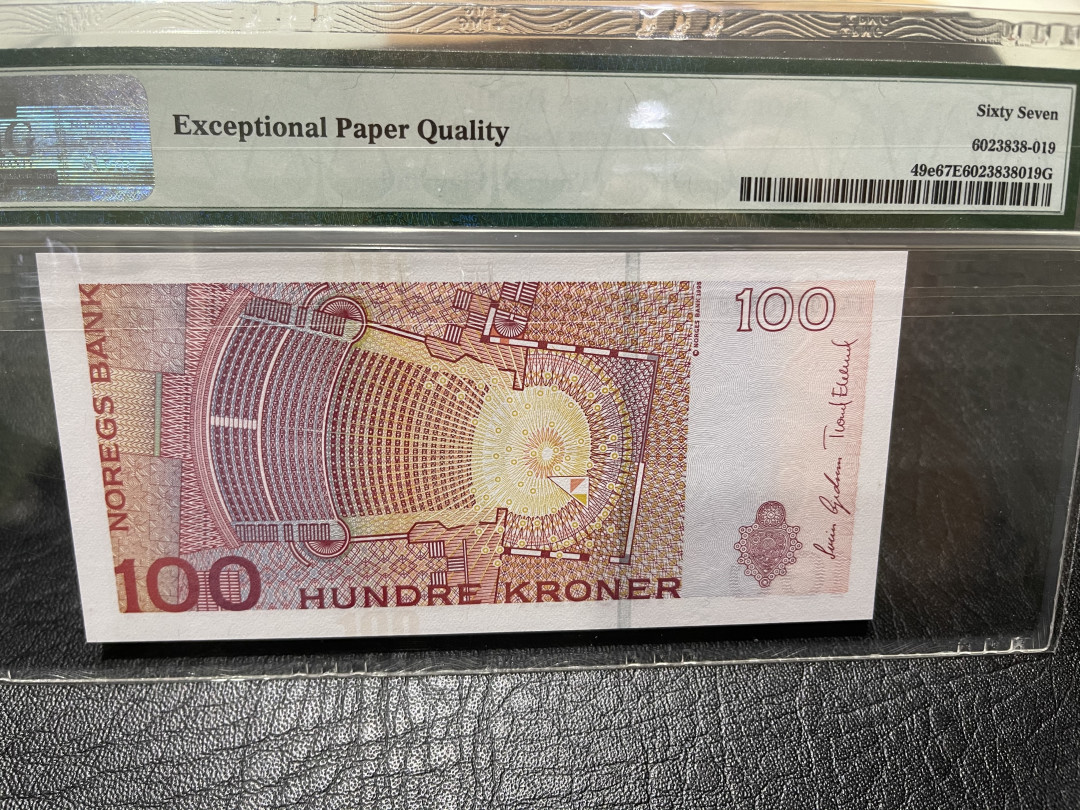 Exceptional Paper Quality
Sixty Seven
6023838-019
49e67E6023838019G
NOREGS BANK
100
100
HUNDRE KRONER